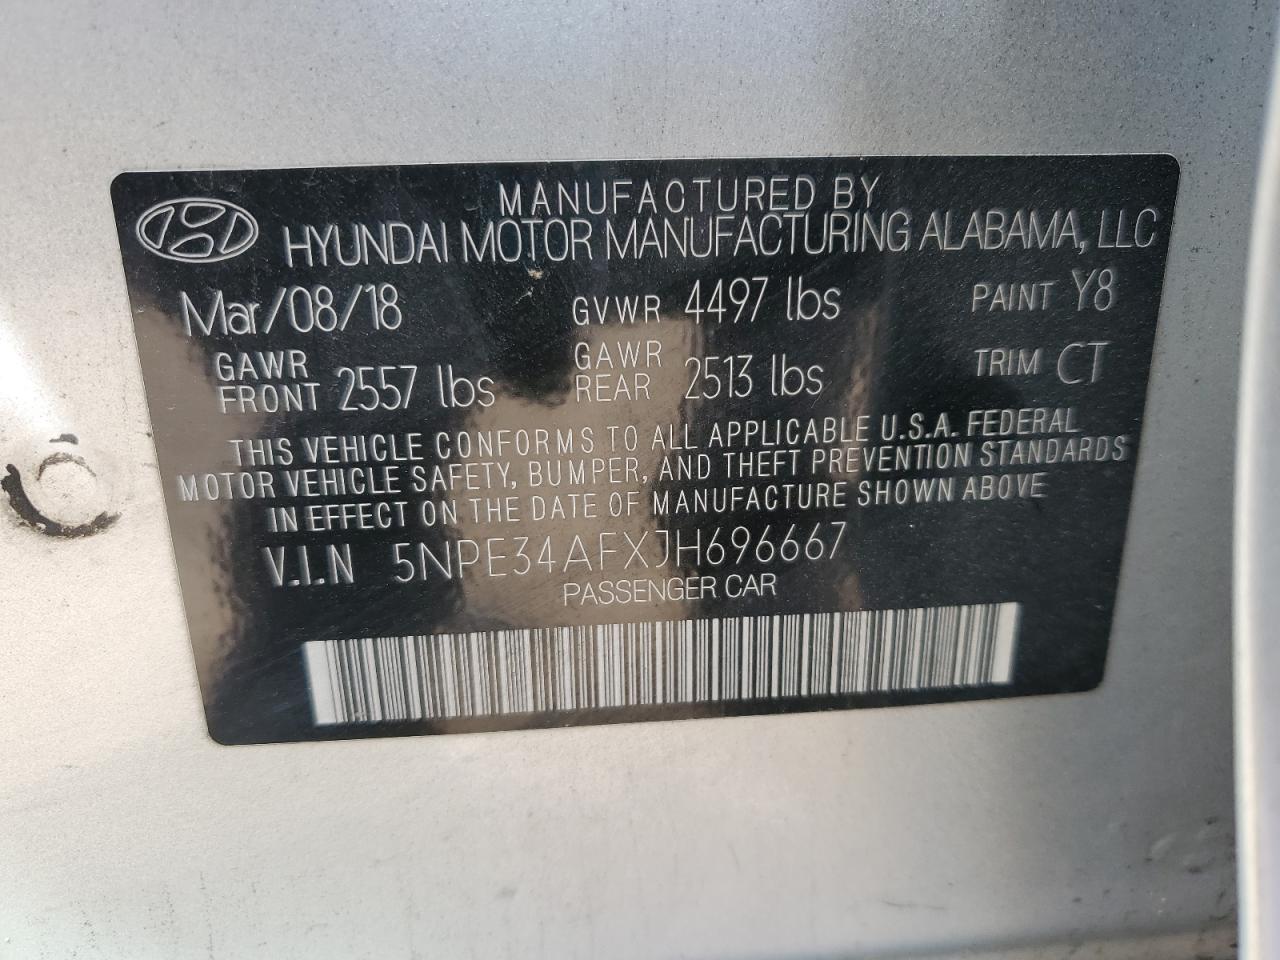 MANUFACTURED BY
HYUNDAI MOTOR MANUFACTURING ALABAMA, LLC
Mar/08/18 GVWR 4497 lbs PAINT Y8
GAWR FRONT 2557 lbs GAWR REAR 2513 lbs TRIM CT
THIS VEHICLE CONFORMS TO ALL APPLICABLE U.S.A. FEDERAL
MOTOR VEHICLE SAFETY, BUMPER, AND THEFT PREVENTION STANDARDS
IN EFFECT ON THE DATE OF MANUFACTURE SHOWN ABOVE
V.I.N 5NPE34AFXJH696667
PASSENGER CAR